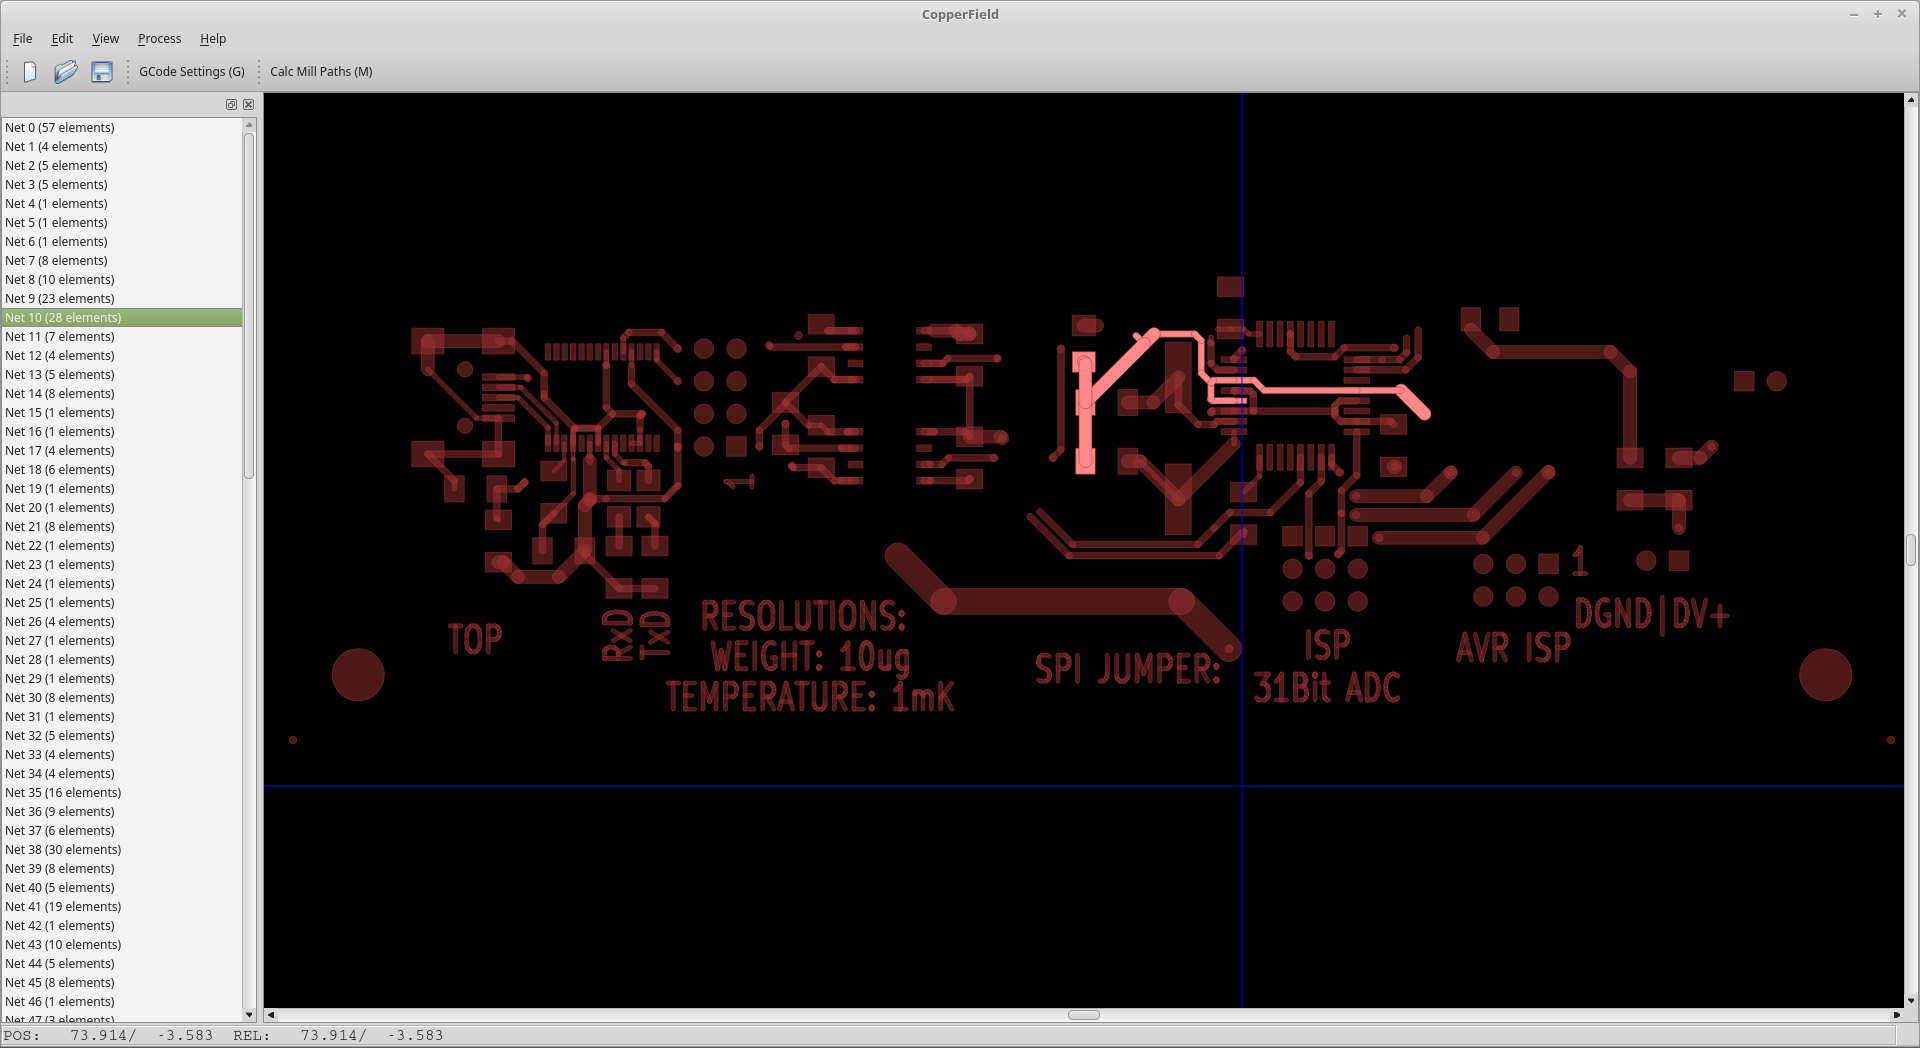 CopperField
File Edit View Process Help
GCode Settings (G) Calc Mill Paths (M)
Net 0 (57 elements)
Net 1 (4 elements)
Net 2 (5 elements)
Net 3 (5 elements)
Net 4 (1 elements)
Net 5 (1 elements)
Net 6 (1 elements)
Net 7 (8 elements)
Net 8 (10 elements)
Net 9 (23 elements)
Net 10 (28 elements)
Net 11 (7 elements)
Net 12 (4 elements)
Net 13 (5 elements)
Net 14 (8 elements)
Net 15 (1 elements)
Net 16 (1 elements)
Net 17 (4 elements)
Net 18 (6 elements)
Net 19 (1 elements)
Net 20 (1 elements)
Net 21 (8 elements)
Net 22 (1 elements)
Net 23 (1 elements)
Net 24 (1 elements)
Net 25 (1 elements)
Net 26 (4 elements)
Net 27 (1 elements)
Net 28 (1 elements)
Net 29 (1 elements)
Net 30 (8 elements)
Net 31 (1 elements)
Net 32 (5 elements)
Net 33 (4 elements)
Net 34 (4 elements)
Net 35 (16 elements)
Net 36 (9 elements)
Net 37 (6 elements)
Net 38 (30 elements)
Net 39 (8 elements)
Net 40 (5 elements)
Net 41 (19 elements)
Net 42 (1 elements)
Net 43 (10 elements)
Net 44 (5 elements)
Net 45 (8 elements)
Net 46 (1 elements)
Net 47 (3 elements)
1
TOP
RxD
TxD
RESOLUTIONS:
WEIGHT: 10ug
TEMPERATURE: 1mK
SPI JUMPER:
ISP
31Bit ADC
1
AVR ISP
DGND|DV+
POS: 73.914/ -3.583 REL: 73.914/ -3.583